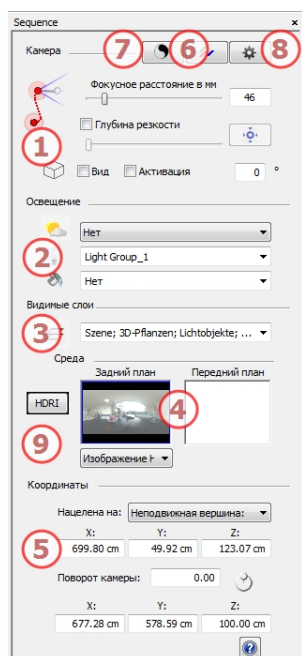 Sequence x
Камера 7 6 8
Фокусное расстояние в мм
46
Глубина резкости
1
Вид Активация 0 °
Освещение
Нет
2 Light Group_1
Нет
Видимые слои
3 Szene; 3D-Pflanzen; Lichtobjekte; ...
Среда
Задний план Передний план
HDRI 4
9
Изображение H
Координаты
Нацелена на: Неподвижная вершина:
X: Y: Z:
5 699.80 cm 49.92 cm 123.07 cm
Поворот камеры: 0.00
X: Y: Z:
677.28 cm 578.59 cm 100.00 cm
?